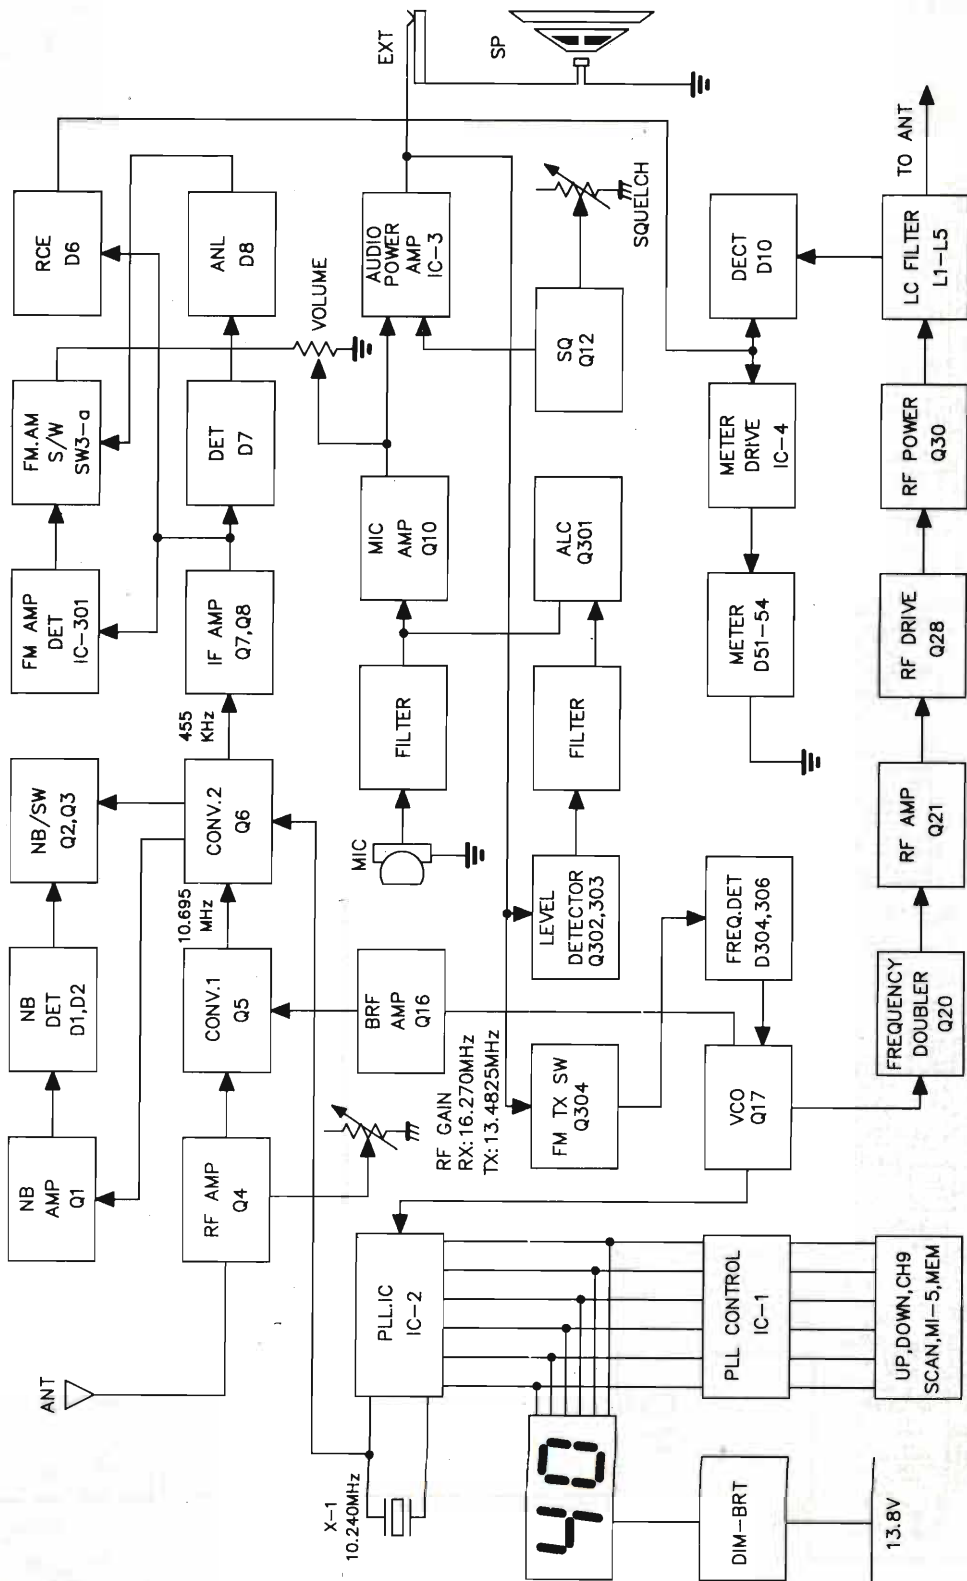 ANT
NB
AMP
Q1
NB
DET
D1,D2
NB/SW
Q2,Q3
FM AMP
DET
IC-301
FM.AM
S/W
SW3-a
RCE
D6
RF AMP
Q4
CONV.1
Q5
10.695
MHz
CONV.2
Q6
455
KHz
IF AMP
Q7,Q8
DET
D7
ANL
D8
VOLUME
RF GAIN
RX:16.270MHz
TX:13.4825MHz
BRF
AMP
Q16
MIC
FILTER
MIC
AMP
Q10
AUDIO
POWER
AMP
IC-3
EXT
SP
X-1
10.240MHz
PLL.IC
IC-2
FM TX SW
Q304
LEVEL
DETECTOR
Q302,303
FILTER
ALC
Q301
SQ
Q12
SQUELCH
40
DIM-BRT
13.8V
PLL CONTROL
IC-1
UP,DOWN,CH9
SCAN,MI-5,MEM
VCO
Q17
FREQ.DET
D304,306
METER
D51-54
METER
DRIVE
IC-4
DECT
D10
FREQUENCY
DOUBLER
Q20
RF AMP
Q21
RF DRIVE
Q28
RF POWER
Q30
LC FILTER
L1-L5
TO ANT